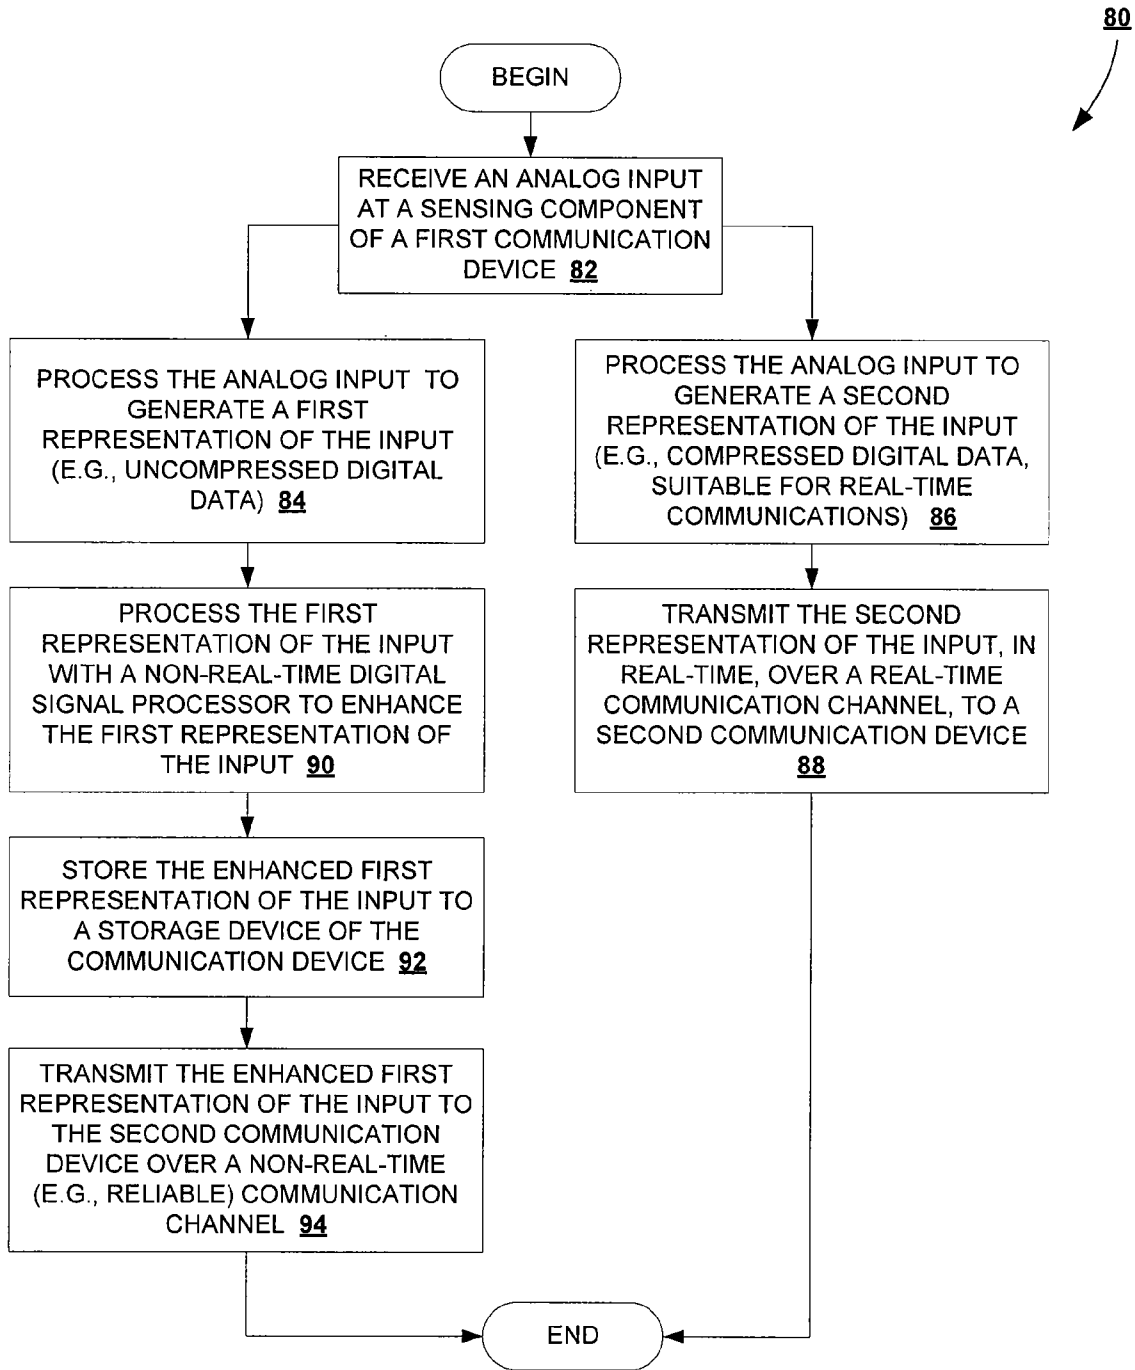 80
BEGIN
RECEIVE AN ANALOG INPUT
AT A SENSING COMPONENT
OF A FIRST COMMUNICATION
DEVICE 82
PROCESS THE ANALOG INPUT TO
GENERATE A FIRST
REPRESENTATION OF THE INPUT
(E.G., UNCOMPRESSED DIGITAL
DATA) 84
PROCESS THE ANALOG INPUT TO
GENERATE A SECOND
REPRESENTATION OF THE INPUT
(E.G., COMPRESSED DIGITAL DATA,
SUITABLE FOR REAL-TIME
COMMUNICATIONS) 86
PROCESS THE FIRST
REPRESENTATION OF THE INPUT
WITH A NON-REAL-TIME DIGITAL
SIGNAL PROCESSOR TO ENHANCE
THE FIRST REPRESENTATION OF
THE INPUT 90
TRANSMIT THE SECOND
REPRESENTATION OF THE INPUT, IN
REAL-TIME, OVER A REAL-TIME
COMMUNICATION CHANNEL, TO A
SECOND COMMUNICATION DEVICE
88
STORE THE ENHANCED FIRST
REPRESENTATION OF THE INPUT TO
A STORAGE DEVICE OF THE
COMMUNICATION DEVICE 92
TRANSMIT THE ENHANCED FIRST
REPRESENTATION OF THE INPUT TO
THE SECOND COMMUNICATION
DEVICE OVER A NON-REAL-TIME
(E.G., RELIABLE) COMMUNICATION
CHANNEL 94
END